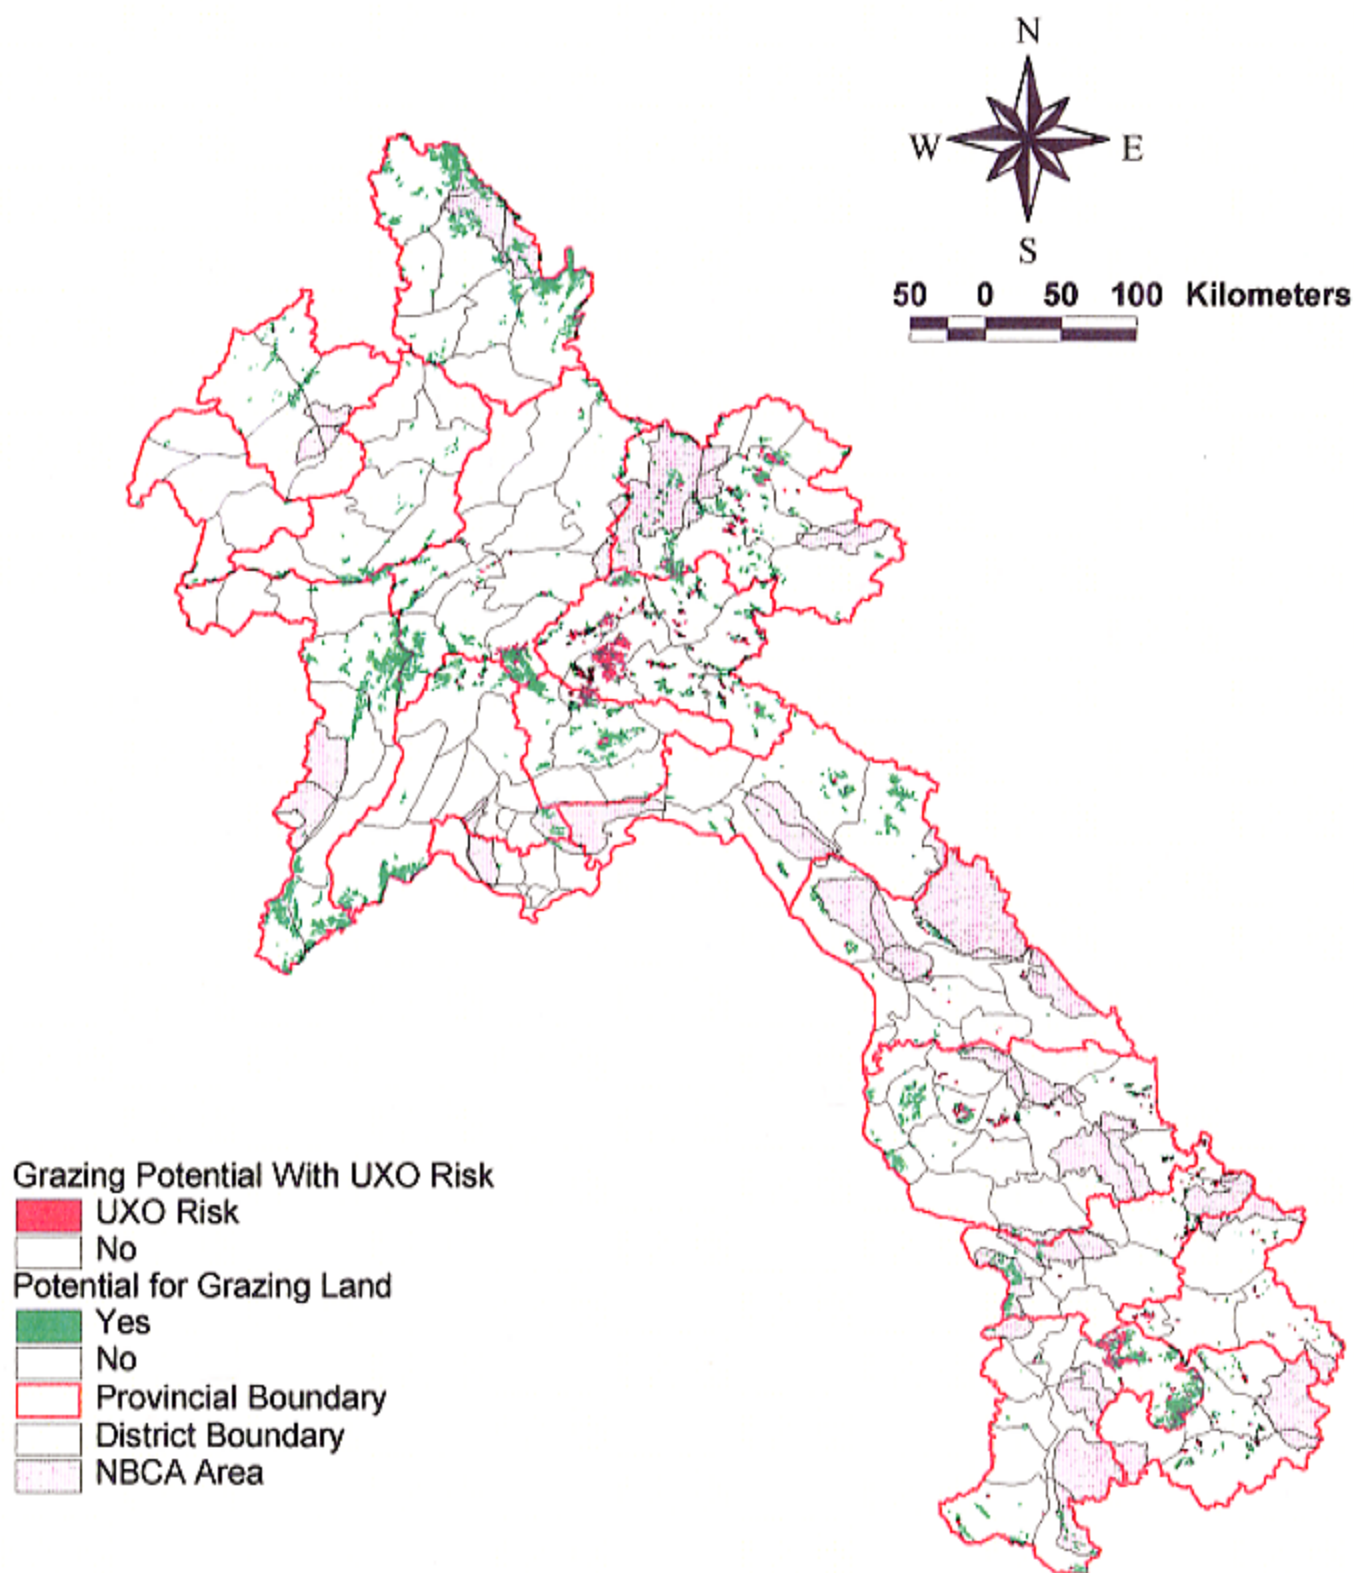 N
W E
S
50 0 50 100 Kilometers
Grazing Potential With UXO Risk
UXO Risk
No
Potential for Grazing Land
Yes
No
Provincial Boundary
District Boundary
NBCA Area